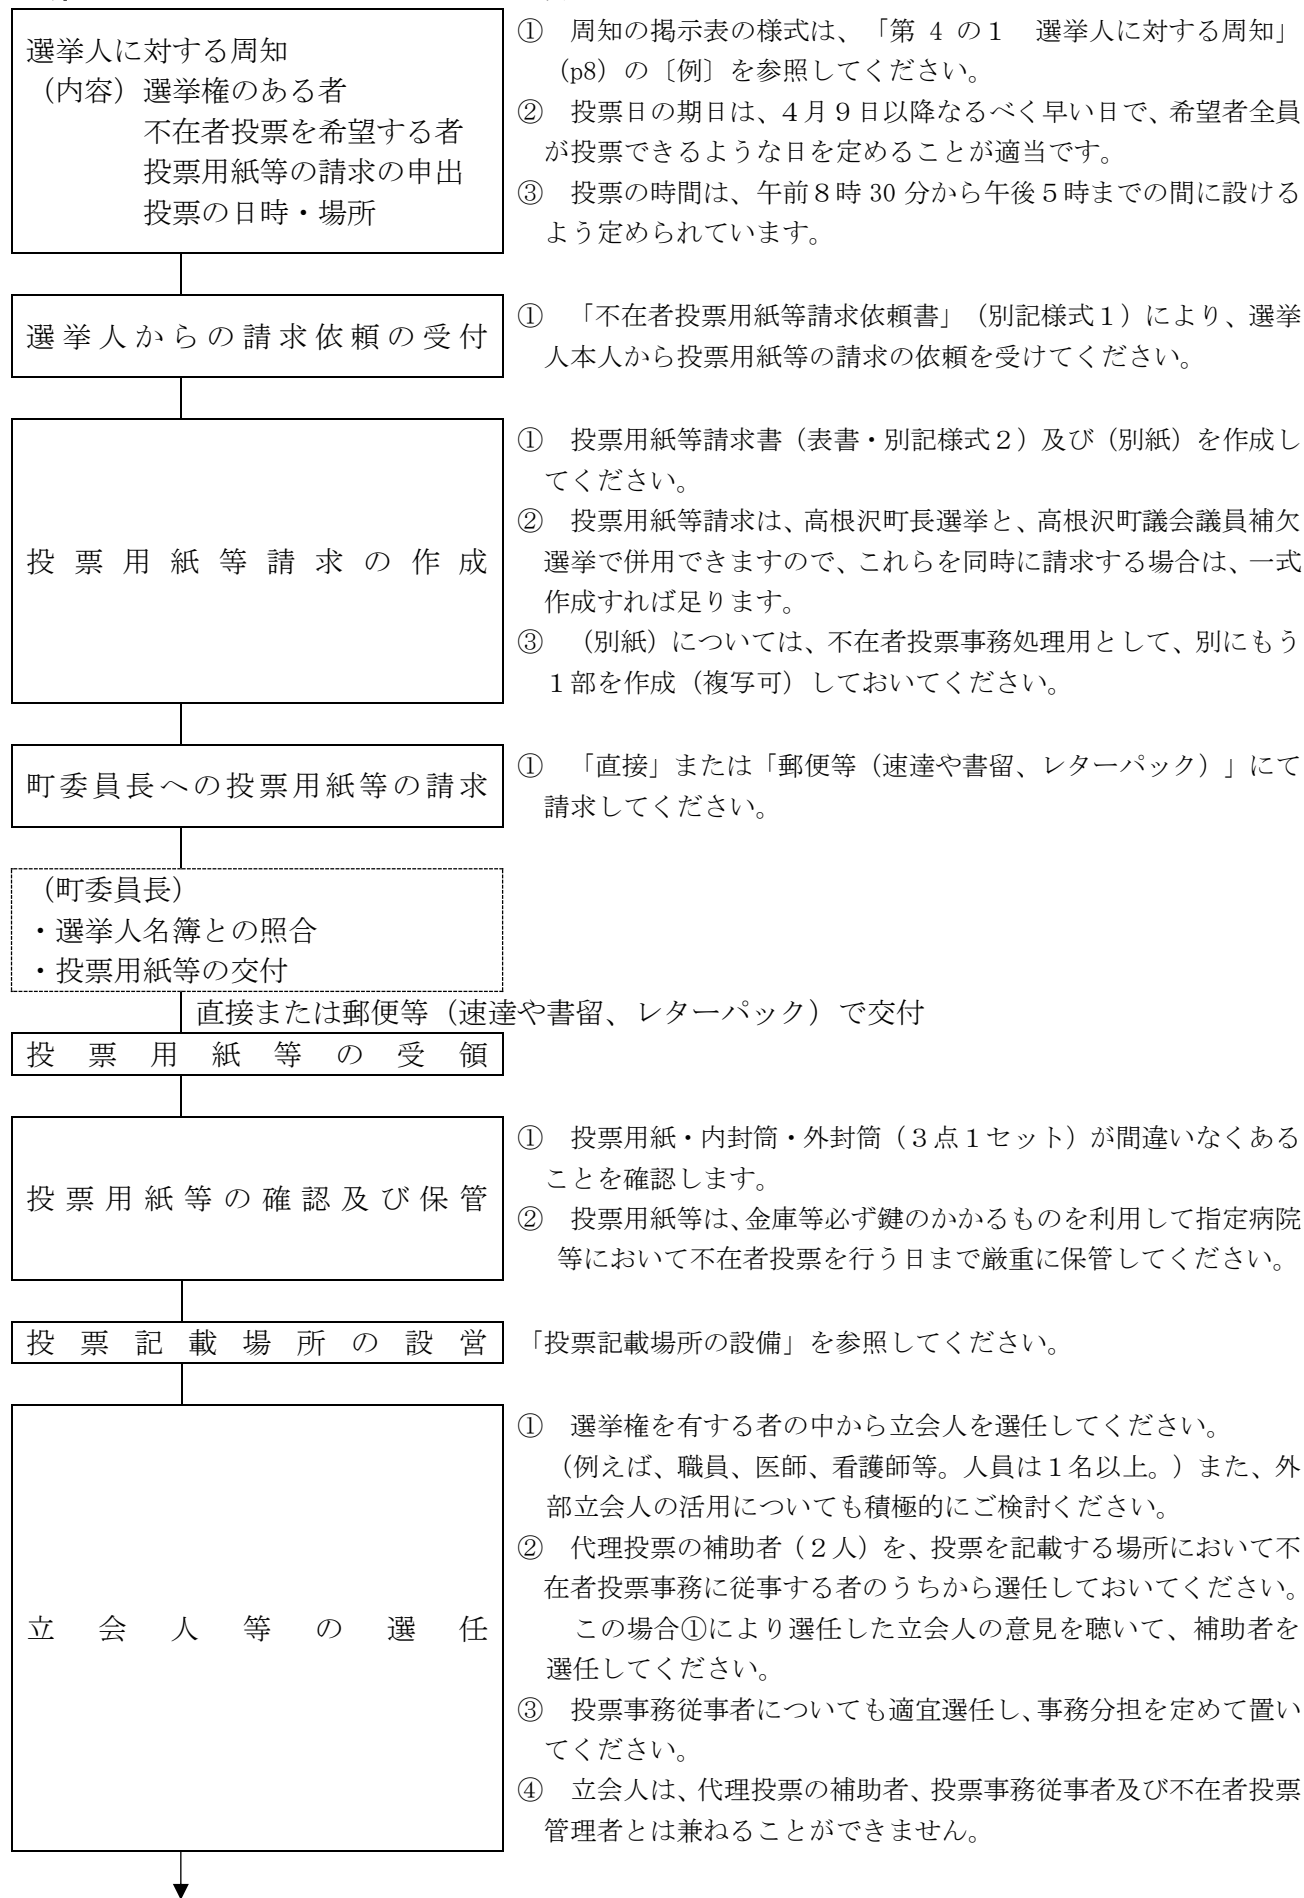 選挙人に対する周知
（内容）選挙権のある者
不在者投票を希望する者
投票用紙等の請求の申出
投票の日時・場所
①　周知の掲示表の様式は、「第 4 の１　選挙人に対する周知」
（p8）の〔例〕を参照してください。
②　投票日の期日は、４月９日以降なるべく早い日で、希望者全員
が投票できるような日を定めることが適当です。
③　投票の時間は、午前８時 30 分から午後５時までの間に設ける
よう定められています。
選挙人からの請求依頼の受付
①　「不在者投票用紙等請求依頼書」（別記様式１）により、選挙
人本人から投票用紙等の請求の依頼を受けてください。
投票用紙等請求の作成
①　投票用紙等請求書（表書・別記様式２）及び（別紙）を作成し
てください。
②　投票用紙等請求は、高根沢町長選挙と、高根沢町議会議員補欠
選挙で併用できますので、これらを同時に請求する場合は、一式
作成すれば足ります。
③　（別紙）については、不在者投票事務処理用として、別にもう
１部を作成（複写可）しておいてください。
町委員長への投票用紙等の請求
①　「直接」または「郵便等（速達や書留、レターパック）」にて
請求してください。
（町委員長）
・選挙人名簿との照合
・投票用紙等の交付
直接または郵便等（速達や書留、レターパック）で交付
投票用紙等の受領
投票用紙等の確認及び保管
①　投票用紙・内封筒・外封筒（３点１セット）が間違いなくある
ことを確認します。
②　投票用紙等は、金庫等必ず鍵のかかるものを利用して指定病院
等において不在者投票を行う日まで厳重に保管してください。
投票記載場所の設営
「投票記載場所の設備」を参照してください。
立会人等の選任
①　選挙権を有する者の中から立会人を選任してください。
（例えば、職員、医師、看護師等。人員は１名以上。）また、外
部立会人の活用についても積極的にご検討ください。
②　代理投票の補助者（２人）を、投票を記載する場所において不
在者投票事務に従事する者のうちから選任しておいてください。
この場合①により選任した立会人の意見を聴いて、補助者を
選任してください。
③　投票事務従事者についても適宜選任し、事務分担を定めて置い
てください。
④　立会人は、代理投票の補助者、投票事務従事者及び不在者投票
管理者とは兼ねることができません。